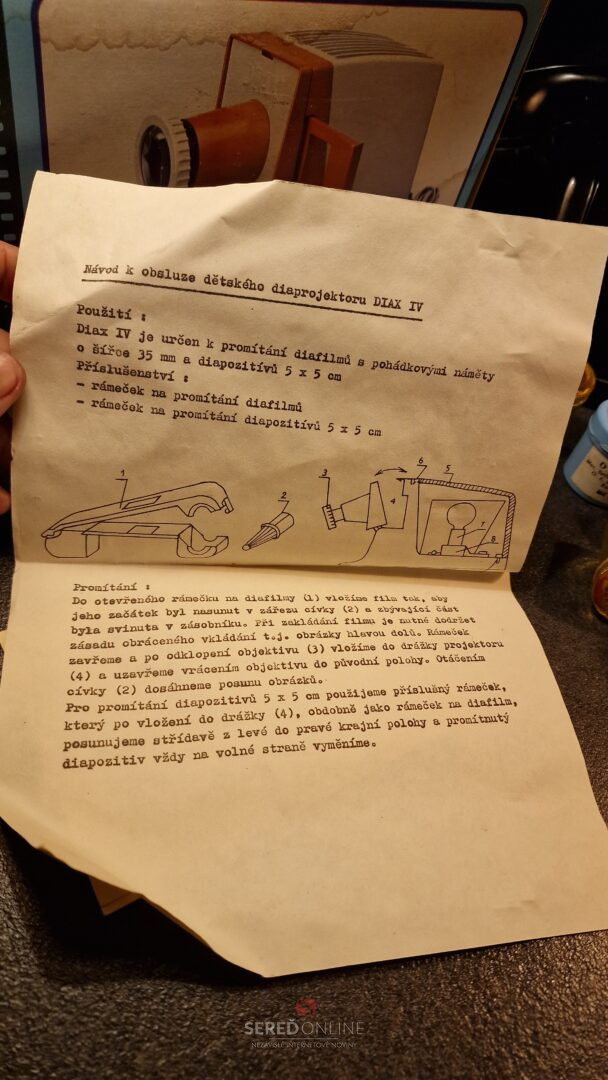 Návod k obsluze dětského diaprojektoru DIAX IV
Použití :
Diax IV je určen k promítání diafilmů s pohádkovými náměty
o šířce 35 mm a diapozitívů 5 x 5 cm
Příslušenství :
- rámeček na promítání diafilmů
- rámeček na promítání diapozitívů 5 x 5 cm
1
2
3
4
5
6
7
8
Promítání :
Do otevřeného rámečku na diafilmy (1) vložíme film tak, aby
jeho začátek byl nasunut v zářezu cívky (2) a zbývající část
byla svinuta v zásobníku. Při zakládání filmu je nutné dodržet
zásadu obráceného vkládání t.j. obrázky hlavou dolů. Rámeček
zavřeme a po odklopení objektivu (3) vložíme do drážky projektoru
(4) a uzavřeme vrácením objektivu do původní polohy. Otáčením
cívky (2) dosáhneme posunu obrázků.
Pro promítání diapozitivů 5 x 5 cm použijeme příslušný rámeček,
který po vložení do drážky (4), obdobně jako rámeček na diafilm,
posunujeme střídavě z levé do pravé krajní polohy a promítnutý
diapozitiv vždy na volné straně vyměníme.
SEREĎONLINE
NEZÁVISLÉ INTERNETOVÉ NOVINY